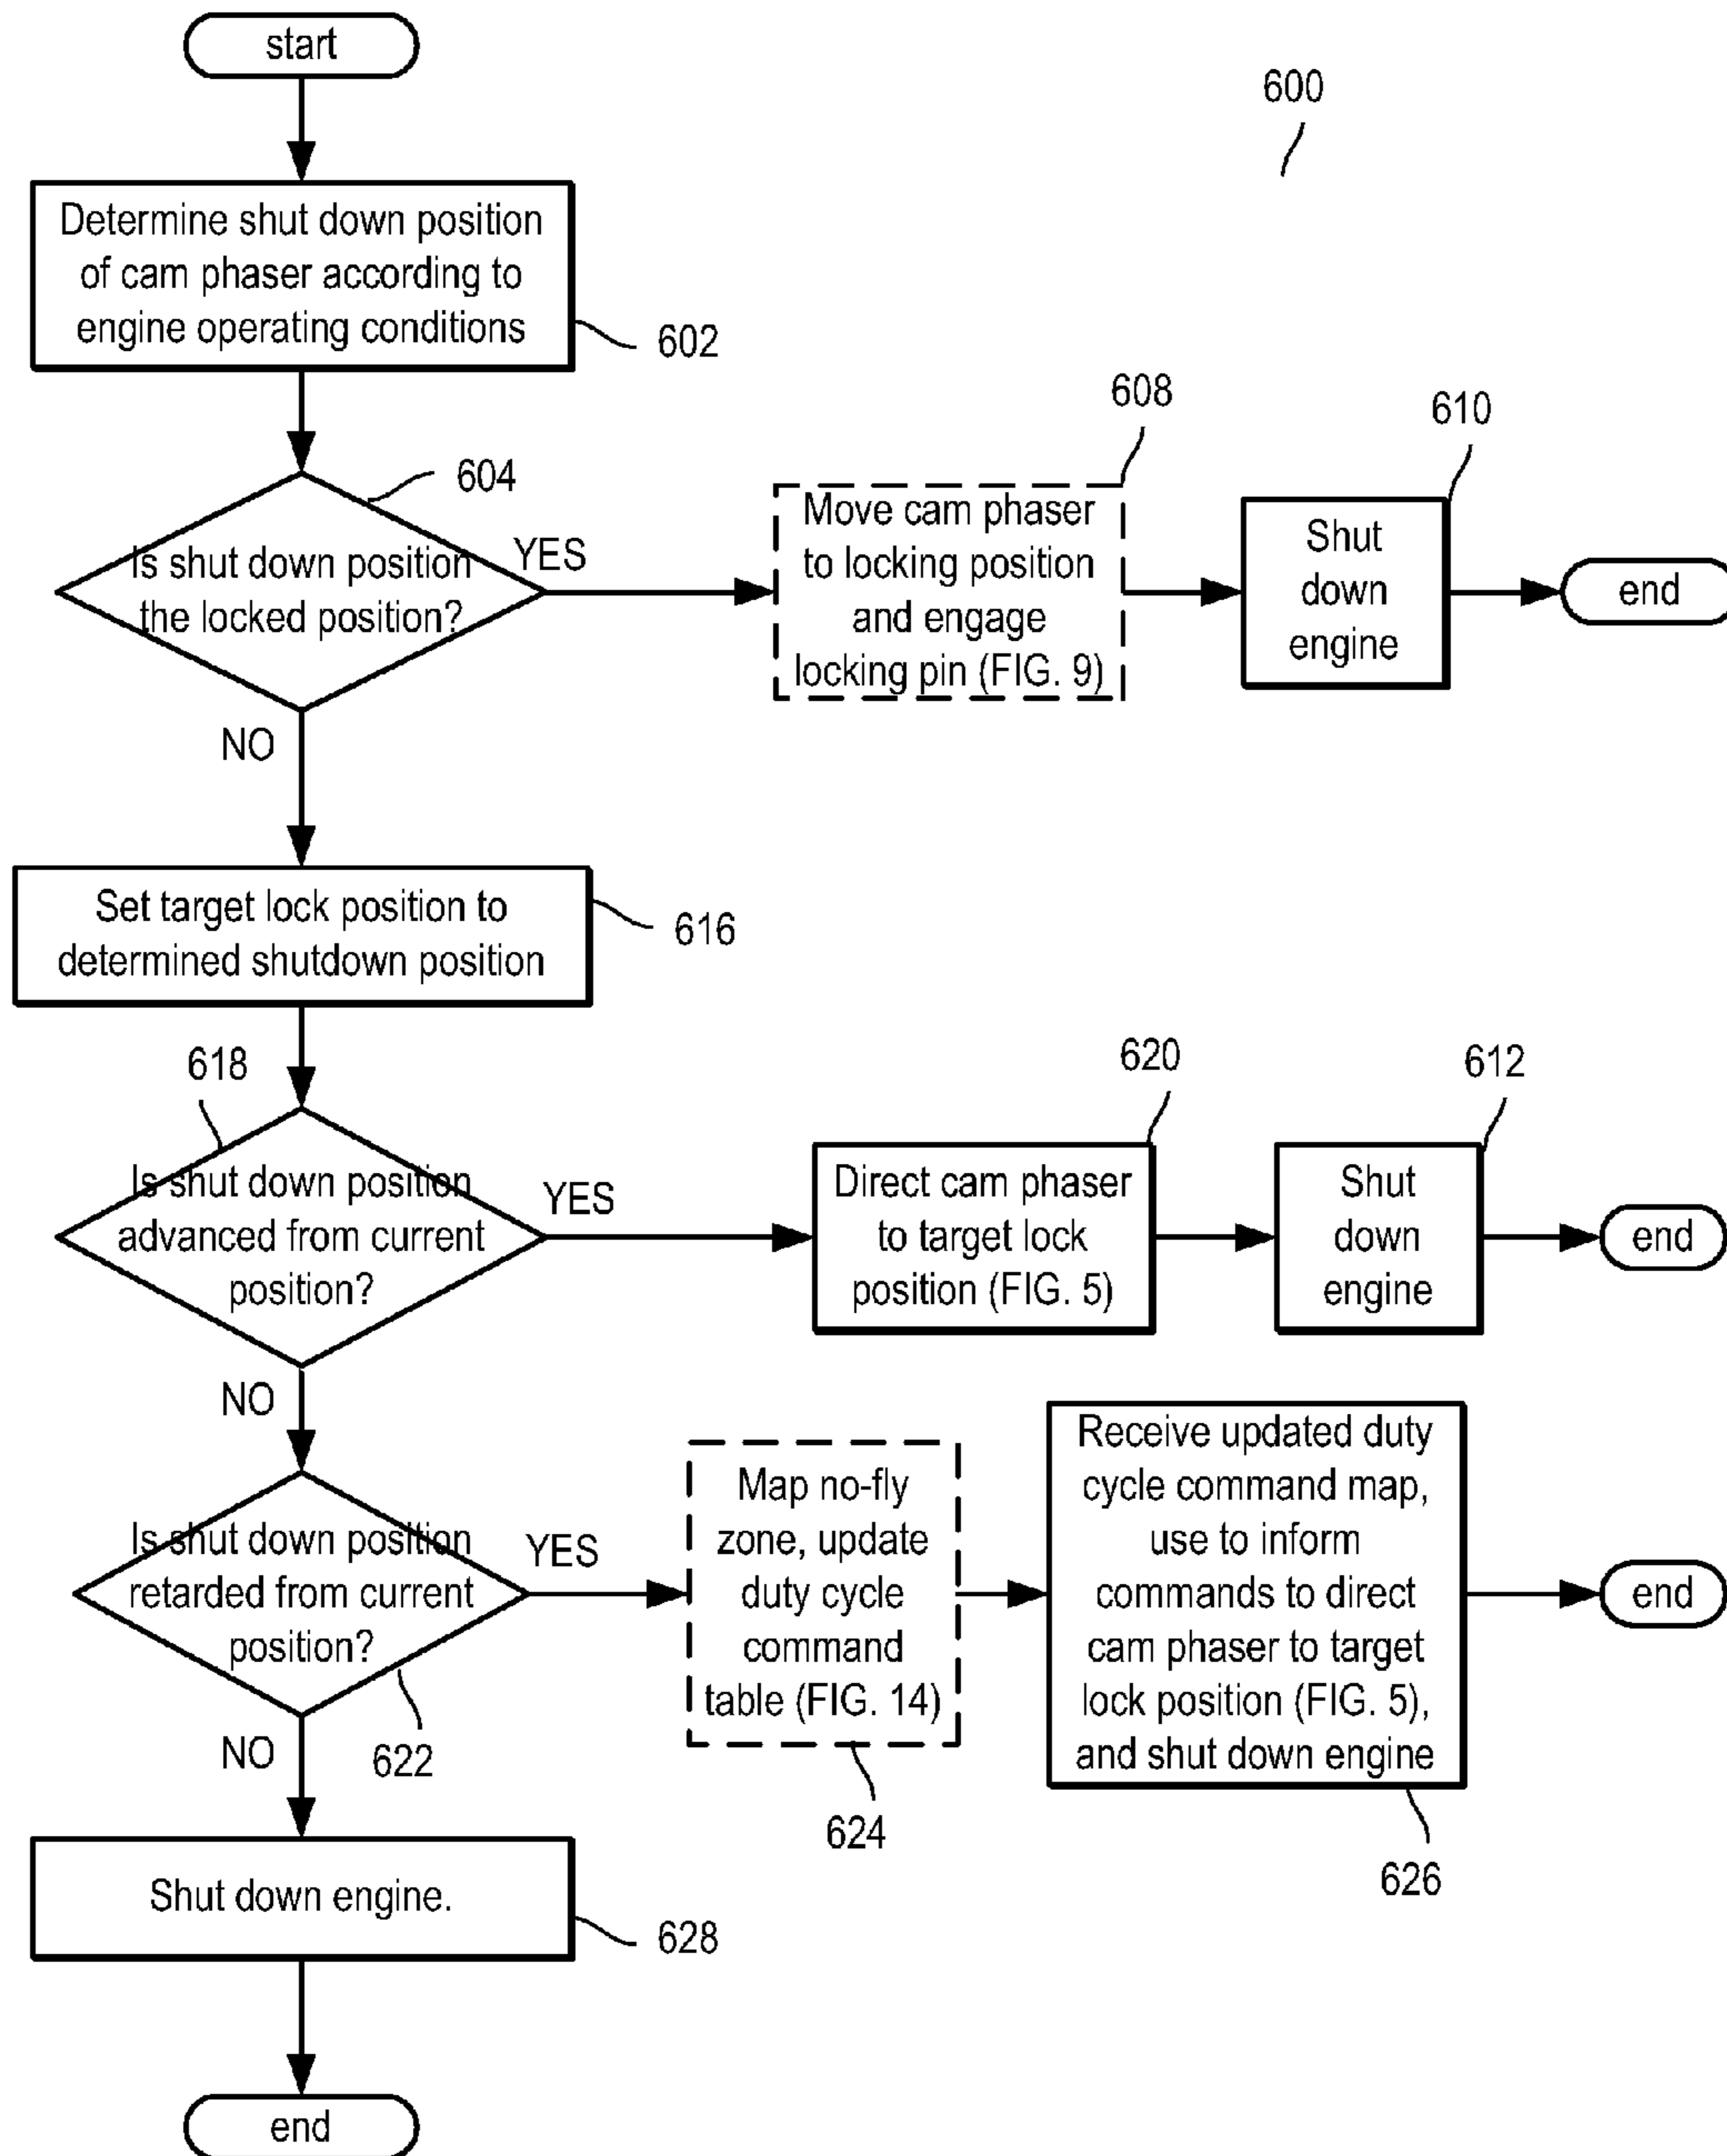 start
600
Determine shut down position
of cam phaser according to
engine operating conditions
602
604
Is shut down position
the locked position?
YES
608
Move cam phaser
to locking position
and engage
locking pin (FIG. 9)
610
Shut
down
engine
end
NO
Set target lock position to
determined shutdown position
616
618
Is shut down position
advanced from current
position?
YES
620
Direct cam phaser
to target lock
position (FIG. 5)
612
Shut
down
engine
end
NO
Is shut down position
retarded from current
position?
622
YES
Map no-fly
zone, update
duty cycle
command
table (FIG. 14)
624
Receive updated duty
cycle command map,
use to inform
commands to direct
cam phaser to target
lock position (FIG. 5),
and shut down engine
626
end
NO
Shut down engine.
628
end